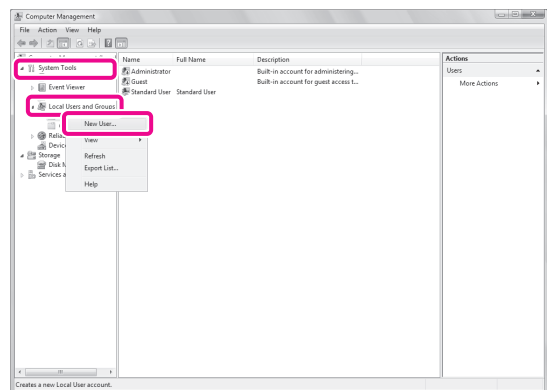 Computer Management
File Action View Help
System Tools
Event Viewer
Local Users and Groups
Reliab
Device
Storage
Disk M
Services a
New User...
View
Refresh
Export List...
Help
Name Full Name Description
Administrator Built-in account for administering...
Guest Built-in account for guest access t...
Standard User Standard User
Actions
Users
More Actions
Creates a new Local User account.